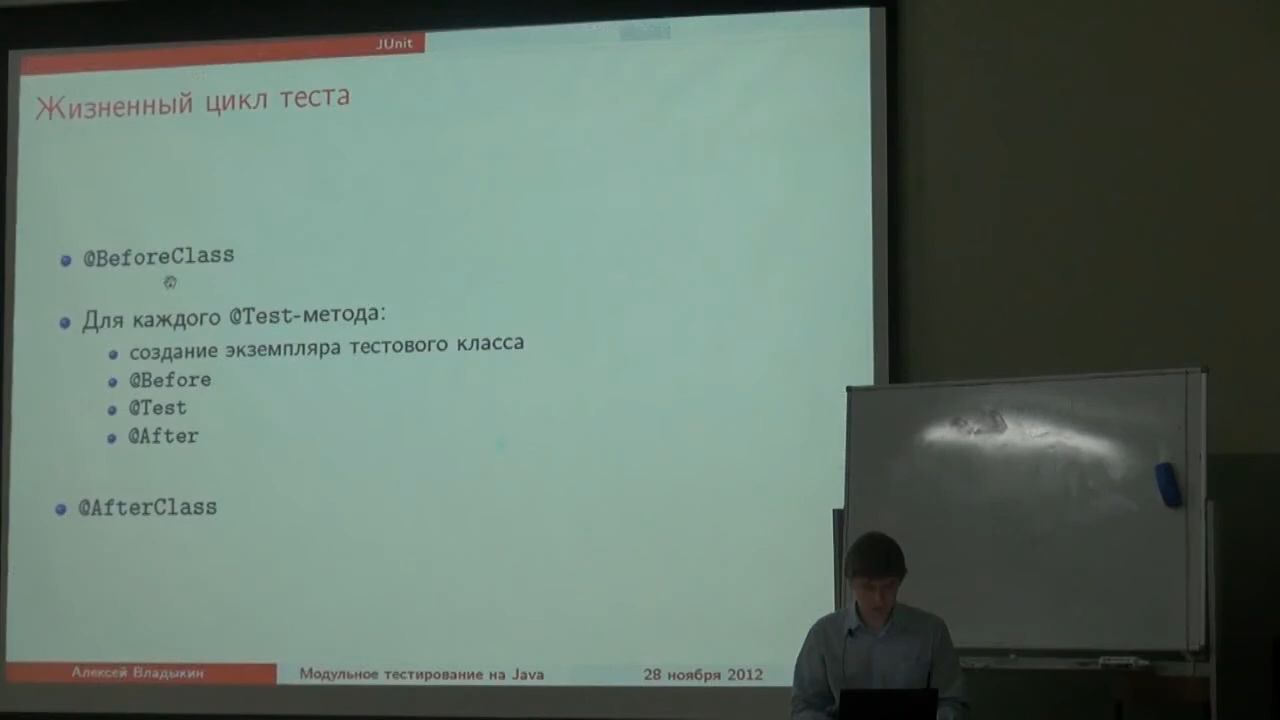 JUnit
Жизненный цикл теста
@BeforeClass
Для каждого @Test-метода:
создание экземпляра тестового класса
@Before
@Test
@After
@AfterClass
Алексей Владыкин
Модульное тестирование на Java
28 ноября 2012